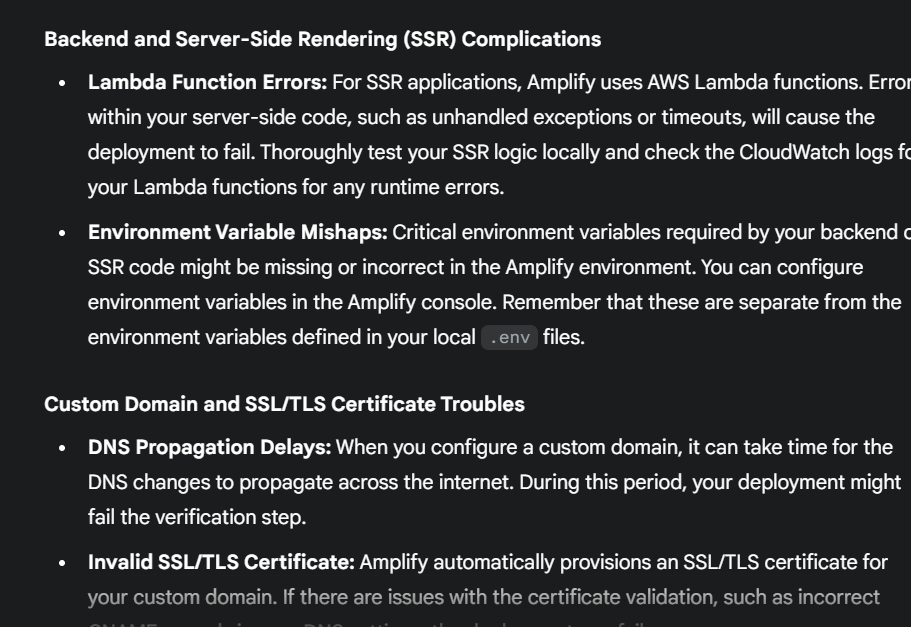 Backend and Server-Side Rendering (SSR) Complications
• Lambda Function Errors: For SSR applications, Amplify uses AWS Lambda functions.
within your server-side code, such as unhandled exceptions or timeouts, will cause the
deployment to fail. Thoroughly test your SSR logic locally and check the CloudWatch logs
your Lambda functions for any runtime errors.
• Environment Variable Mishaps: Critical environment variables required by your backend
SSR code might be missing or incorrect in the Amplify environment. You can configure
environment variables in the Amplify console. Remember that these are separate from the
environment variables defined in your local .env files.
Custom Domain and SSL/TLS Certificate Troubles
• DNS Propagation Delays: When you configure a custom domain, it can take time for the
DNS changes to propagate across the internet. During this period, your deployment might
fail the verification step.
• Invalid SSL/TLS Certificate: Amplify automatically provisions an SSL/TLS certificate for
your custom domain. If there are issues with the certificate validation, such as incorrect